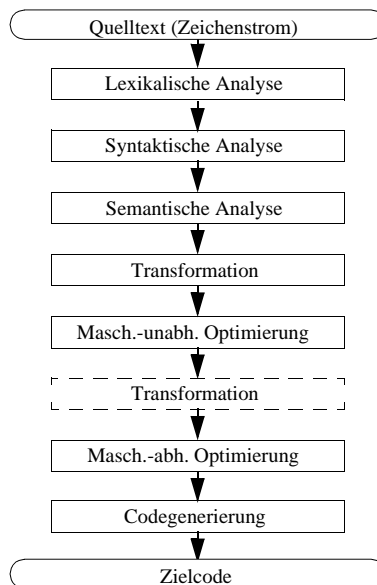 Quelltext (Zeichenstrom)
Lexikalische Analyse
Syntaktische Analyse
Semantische Analyse
Transformation
Masch.-unabh. Optimierung
Transformation
Masch.-abh. Optimierung
Codegenerierung
Zielcode